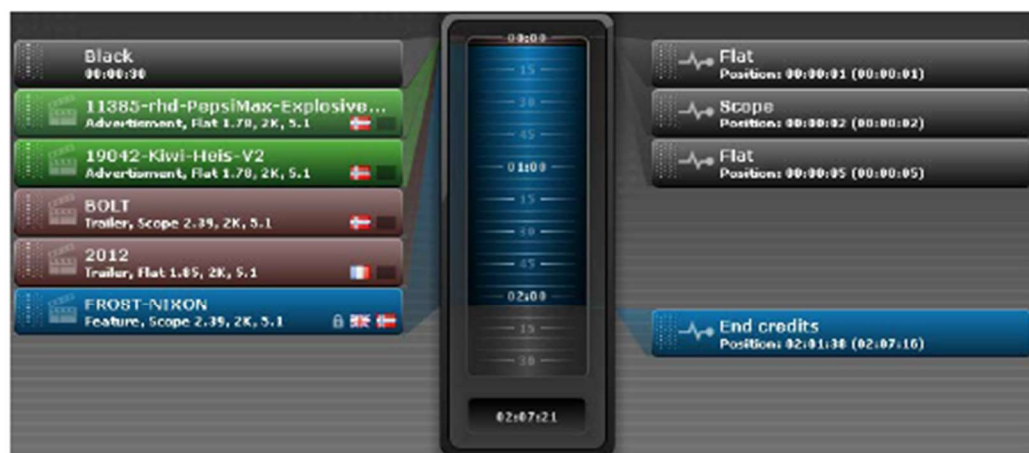 Black
00:00:30
11385-rhd-PepsiMax-Explosive...
Advertisment, Flat 1.78, 2K, 5.1
19042-Kiwi-Heis-V2
Advertisment, Flat 1.78, 2K, 5.1
BOLT
Trailer, Scope 2.39, 2K, 5.1
2012
Trailer, Flat 1.85, 2K, 5.1
FROST-NIXON
Feature, Scope 2.39, 2K, 5.1
00:00
15
30
45
01:00
15
30
45
02:00
15
30
02:07:21
Flat
Position: 00:00:01 (00:00:01)
Scope
Position: 00:00:02 (00:00:02)
Flat
Position: 00:00:05 (00:00:05)
End credits
Position: 02:01:38 (02:07:16)